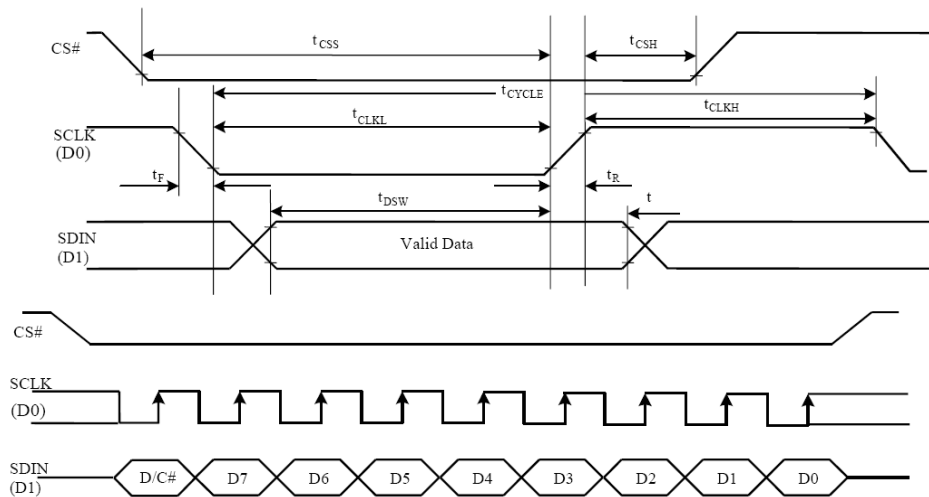 CS#
tCSS
tCSH
tCYCLE
tCLKL
tCLKH
SCLK
(D0)
tF
tR
tDSW
t
SDIN
(D1)
Valid Data
CS#
SCLK
(D0)
SDIN
(D1)
D/C# D7 D6 D5 D4 D3 D2 D1 D0